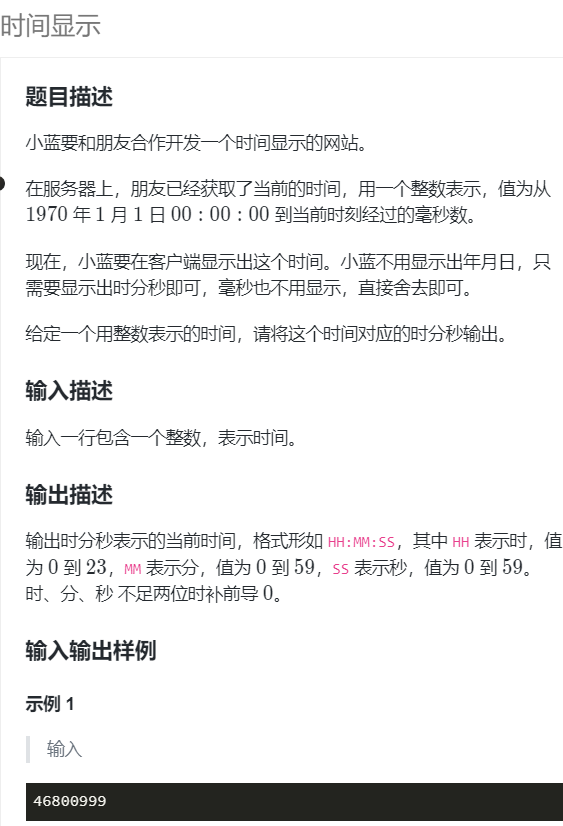 时间显示
题目描述
小蓝要和朋友合作开发一个时间显示的网站。
在服务器上，朋友已经获取了当前的时间，用一个整数表示，值为从
1970 年 1 月 1 日 00 : 00 : 00 到当前时刻经过的毫秒数。
现在，小蓝要在客户端显示出这个时间。小蓝不用显示出年月日，只
需要显示出时分秒即可，毫秒也不用显示，直接舍去即可。
给定一个用整数表示的时间，请将这个时间对应的时分秒输出。
输入描述
输入一行包含一个整数，表示时间。
输出描述
输出时分秒表示的当前时间，格式形如 HH:MM:SS，其中 HH 表示时，值
为 0 到 23，MM 表示分，值为 0 到 59，SS 表示秒，值为 0 到 59。
时、分、秒 不足两位时补前导 0。
输入输出样例
示例 1
输入
46800999